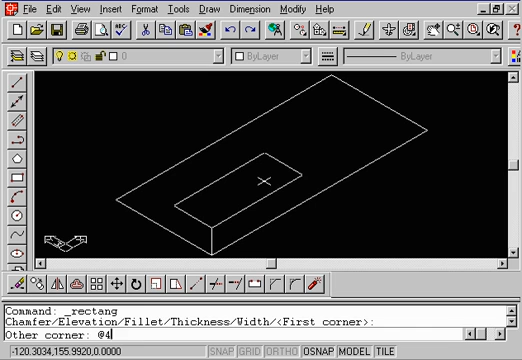 File Edit View Insert Format Tools Draw Dimension Modify Help
ABC
0 ByLayer ByLayer
Command: _rectang
Chamfer/Elevation/Fillet/Thickness/Width/<First corner>:
Other corner: @4
-120.3034,155.9920,0.0000 SNAP GRID ORTHO OSNAP MODEL TILE